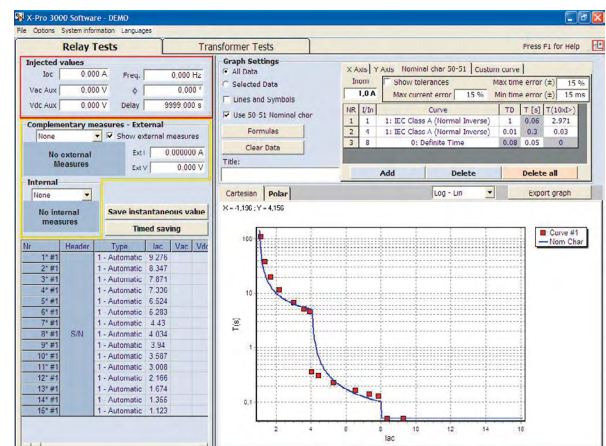 X-Pro 3000 Software - DEMO
File Options System information Languages
Relay Tests
Transformer Tests
Press F1 for Help
Injected values
Iac 0.000 A Freq. 0.000 Hz
Vac Aux 0.000 V ϕ 0.000 °
Vdc Aux 0.000 V Delay 9999.000 s
Complementary measures - External
None Show external measures
No external Measures
Ext I 0.000000 A
Ext V 0.000 V
Internal
None
No internal measures
Save instantaneous value
Timed saving
Nr Header Type Iac Vac Vdc
1* #1 1 - Automatic 9.276
2* #1 1 - Automatic 8.347
3* #1 1 - Automatic 7.871
4* #1 1 - Automatic 7.336
5* #1 1 - Automatic 6.524
6* #1 1 - Automatic 5.283
7* #1 1 - Automatic 4.43
8* #1 S/N 1 - Automatic 4.034
9* #1 1 - Automatic 3.94
10* #1 1 - Automatic 3.587
11* #1 1 - Automatic 3.008
12* #1 1 - Automatic 2.166
13* #1 1 - Automatic 1.674
14* #1 1 - Automatic 1.355
15* #1 1 - Automatic 1.123
Graph Settings
All Data
Selected Data
Lines and Symbols
Use 50 51 Nominal char
Formulas
Clear Data
Title:
X Axis Y Axis Nominal char 50-51 Custom curve
Inom Show tolerances Max time error (±) 15 %
1,0 A Max current error 15 % Min time error (±) 15 ms
NR I/In Curve TD T [s] T(10xI>)
1 1 1: IEC Class A (Normal Inverse) 1 0.06 2.971
2 4 1: IEC Class A (Normal Inverse) 0.01 0.3 0.03
3 8 0: Definite Time 0.08 0.05 0
Add Delete Delete all
Cartesian Polar Log - Lin Export graph
X = -1,196 ; Y = 4,156
Curve #1
Nom Char
100
10
1
0,1
T [s]
2 4 6 8 10 12 14 16
Iac